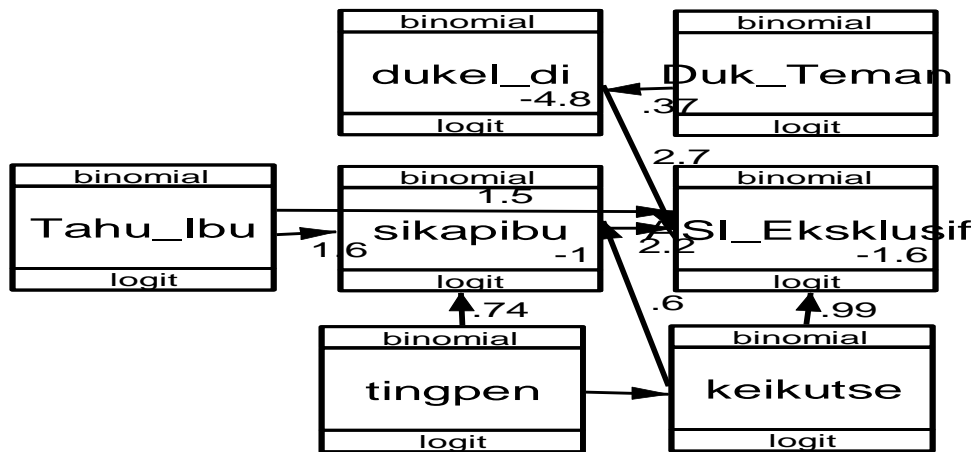 binomial
dukel_di
-4.8
logit
binomial
Duk_Teman
logit
.37
2.7
binomial
Tahu_Ibu
logit
1.5
1.6
binomial
sikapibu
-1
logit
2.2
binomial
SI_Eksklusif
-1.6
logit
.74
.6
.99
binomial
tingpen
logit
binomial
keikutse
logit